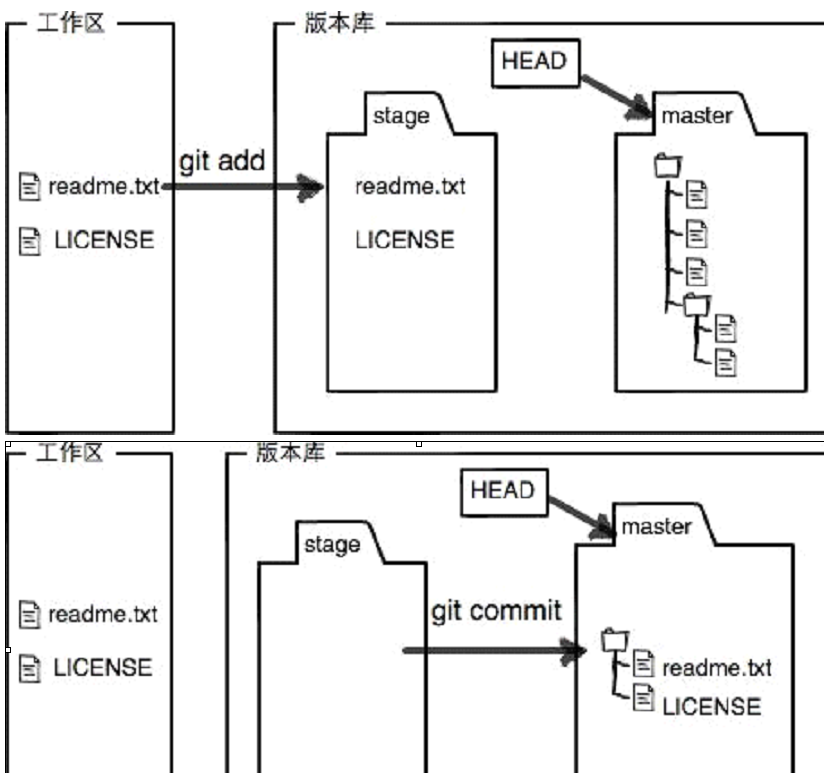 工作区
版本库
HEAD
stage
master
git add
readme.txt
readme.txt
LICENSE
LICENSE
工作区
版本库
HEAD
master
stage
git commit
readme.txt
LICENSE
readme.txt
LICENSE